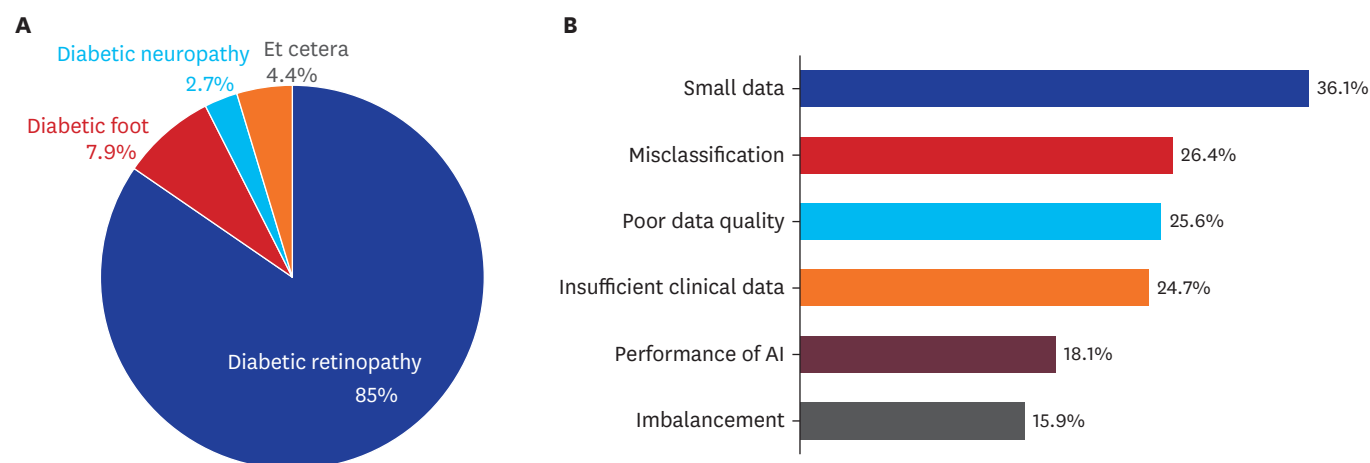 A
Diabetic neuropathy
2.7%
Et cetera
4.4%
Diabetic foot
7.9%
Diabetic retinopathy
85%
B
Small data
36.1%
Misclassification
26.4%
Poor data quality
25.6%
Insufficient clinical data
24.7%
Performance of AI
18.1%
Imbalancement
15.9%